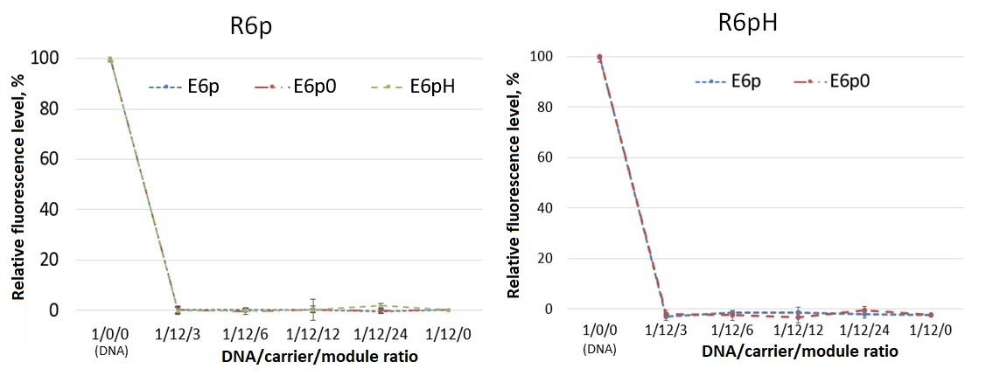 R6p
Relative fluorescence level, %
100
80
60
40
20
0
E6p E6p0 E6pH
1/0/0 1/12/3 1/12/6 1/12/12 1/12/24 1/12/0
(DNA)
DNA/carrier/module ratio
R6pH
Relative fluorescence level, %
100
80
60
40
20
0
E6p E6p0
1/0/0 1/12/3 1/12/6 1/12/12 1/12/24 1/12/0
(DNA)
DNA/carrier/module ratio